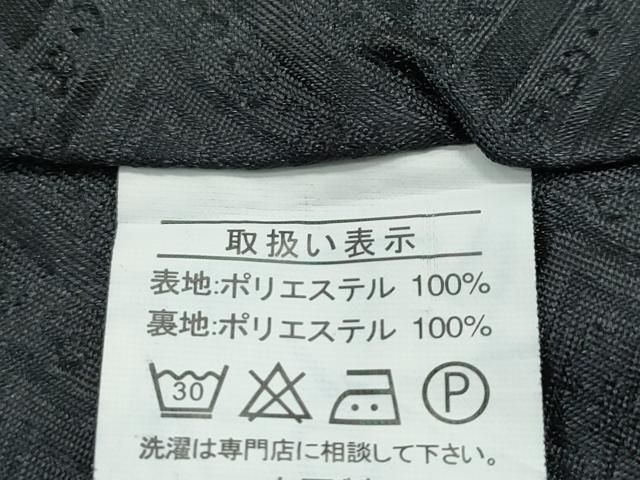 取扱い表示
表地:ポリエステル 100%
裏地:ポリエステル 100%
30 P
洗濯は専門店に相談して下さい。